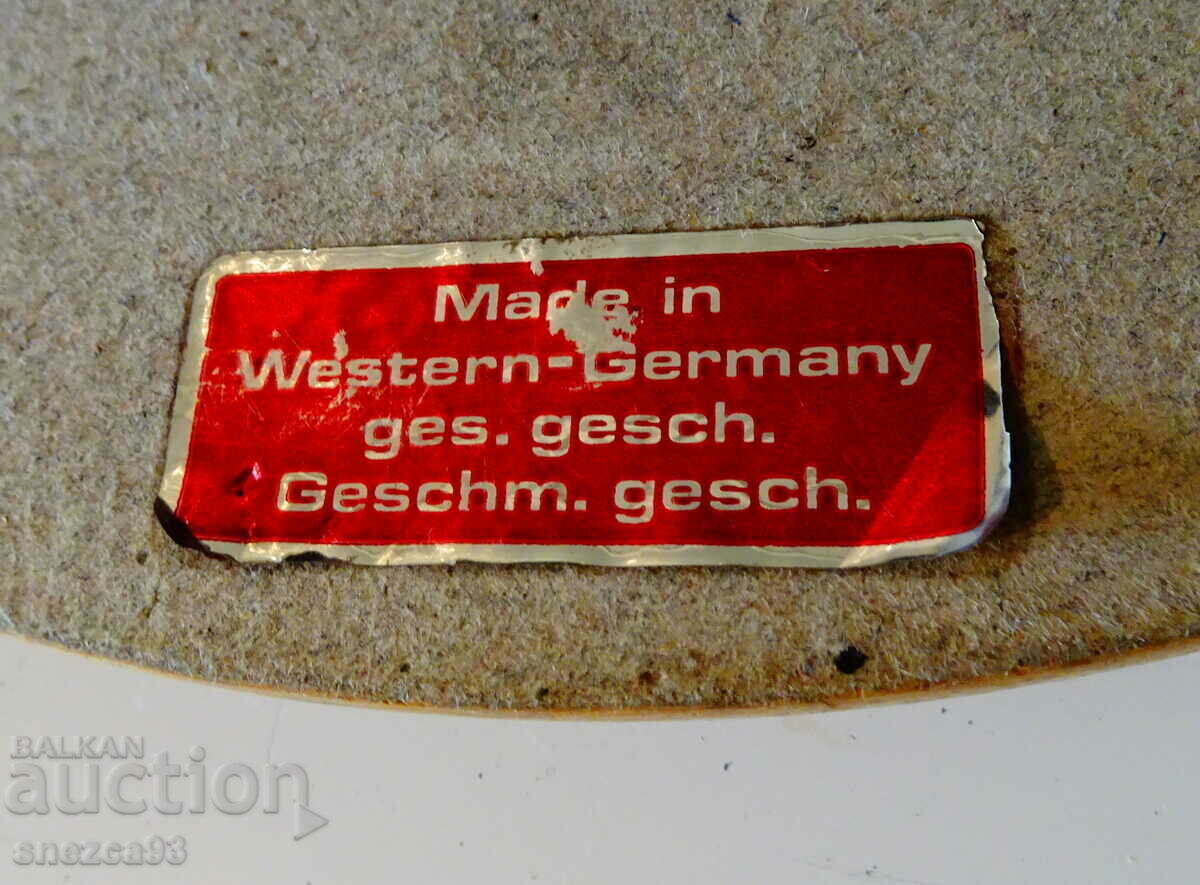 Made in
Western-Germany
ges. gesch.
Geschm. gesch.
BALKAN
auction
snezca93